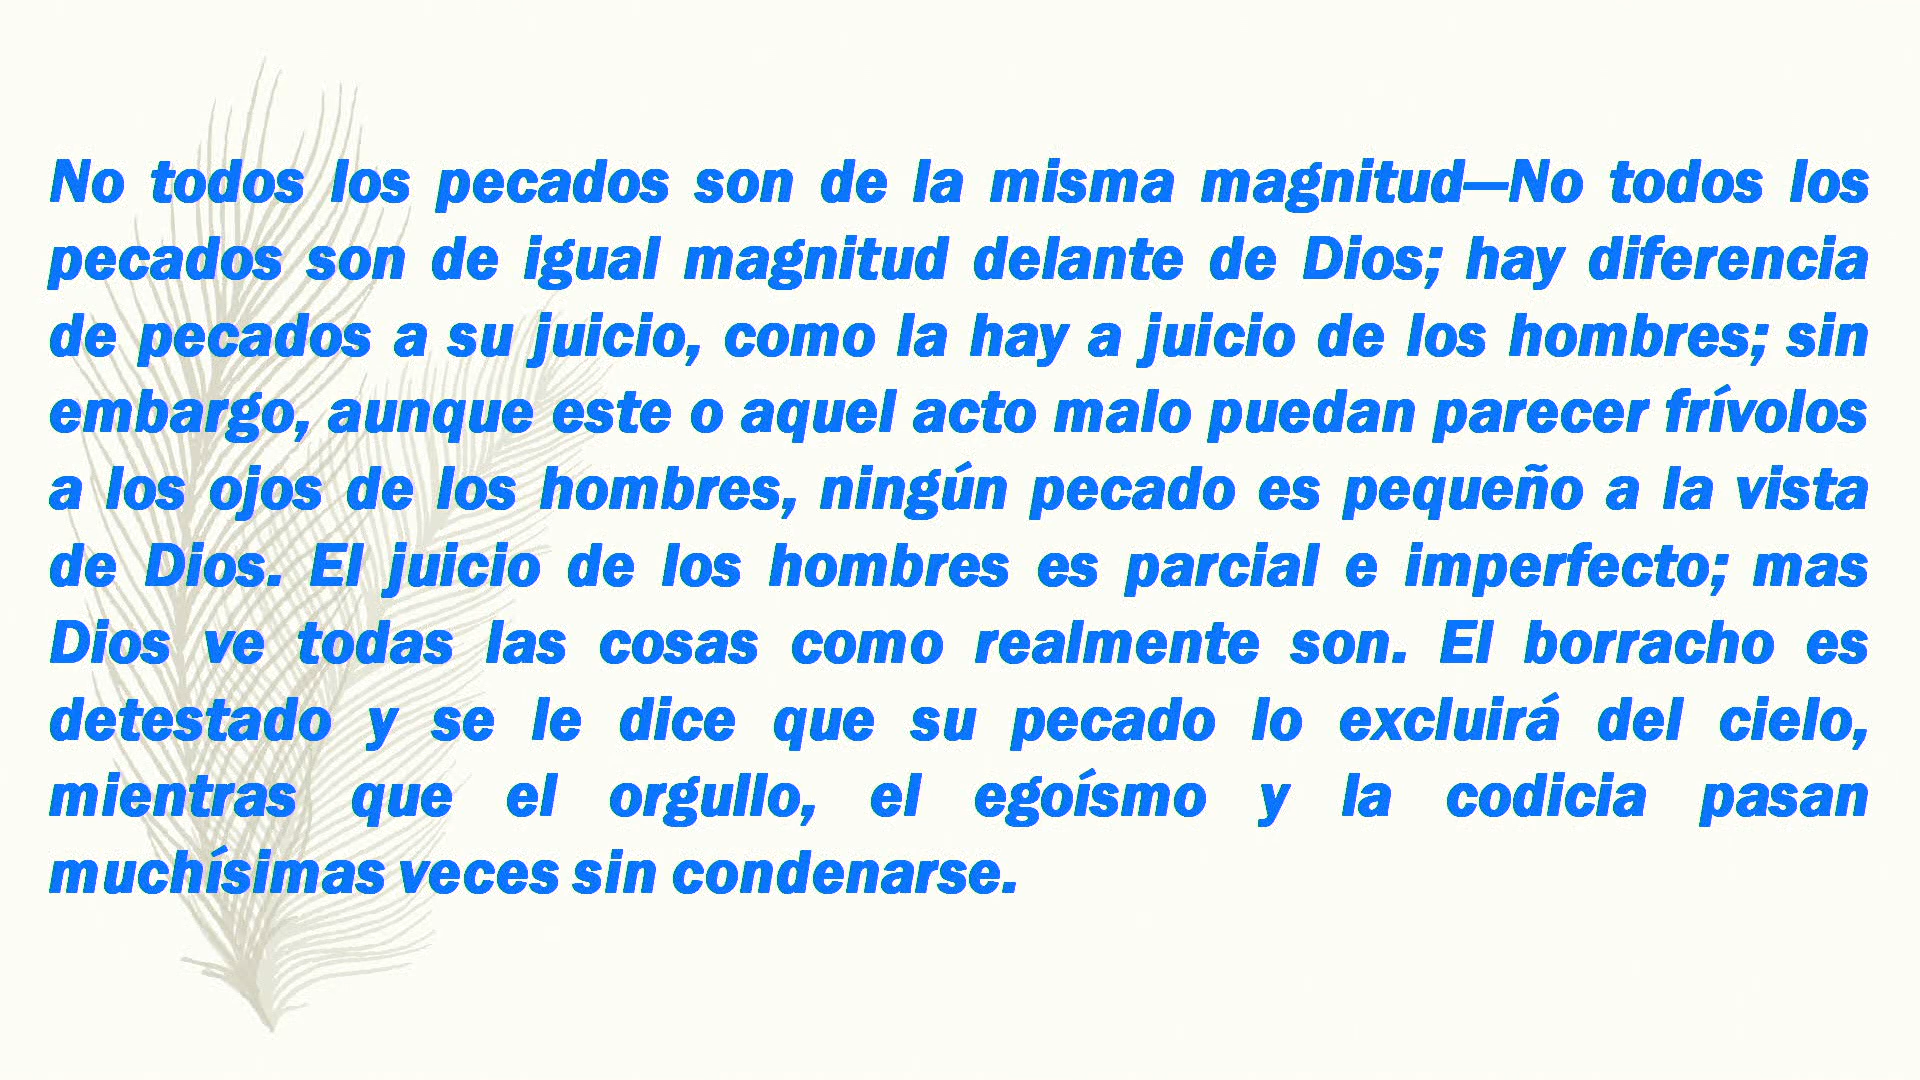 No todos los pecados son de la misma magnitud—No todos los
pecados son de igual magnitud delante de Dios; hay diferencia
de pecados a su juicio, como la hay a juicio de los hombres; sin
embargo, aunque este o aquel acto malo puedan parecer frívolos
a los ojos de los hombres, ningún pecado es pequeño a la vista
de Dios. El juicio de los hombres es parcial e imperfecto; mas
Dios ve todas las cosas como realmente son. El borracho es
detestado y se le dice que su pecado lo excluirá del cielo,
mientras que el orgullo, el egoísmo y la codicia pasan
muchísimas veces sin condenarse.